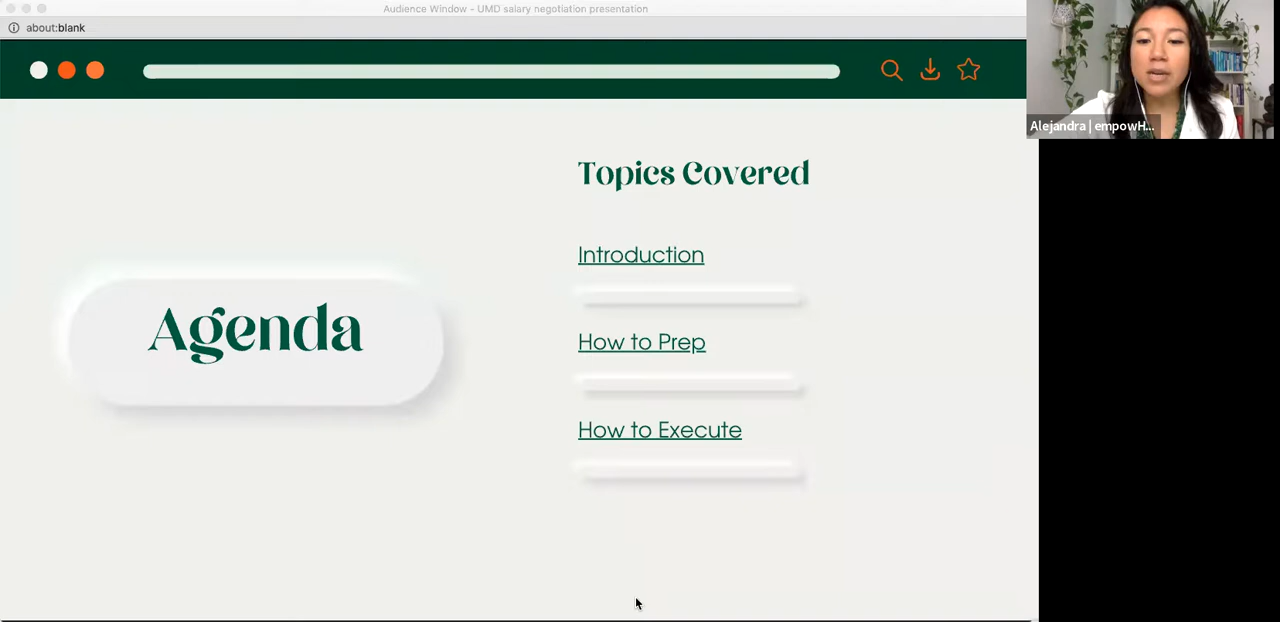 Audience Window - UMD salary negotiation presentation
about:blank
Alejandra | empowH...
Topics Covered
Introduction
Agenda
How to Prep
How to Execute